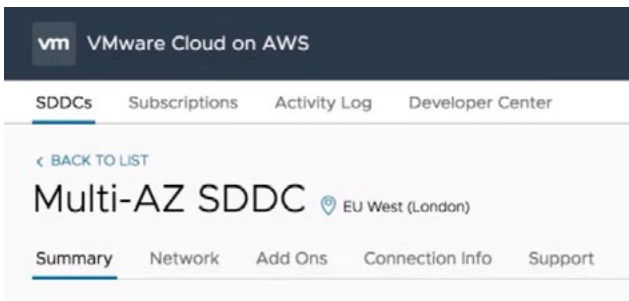 vm VMware Cloud on AWS
SDDCs Subscriptions Activity Log Developer Center
< BACK TO LIST
Multi-AZ SDDC EU West (London)
Summary Network Add Ons Connection Info Support